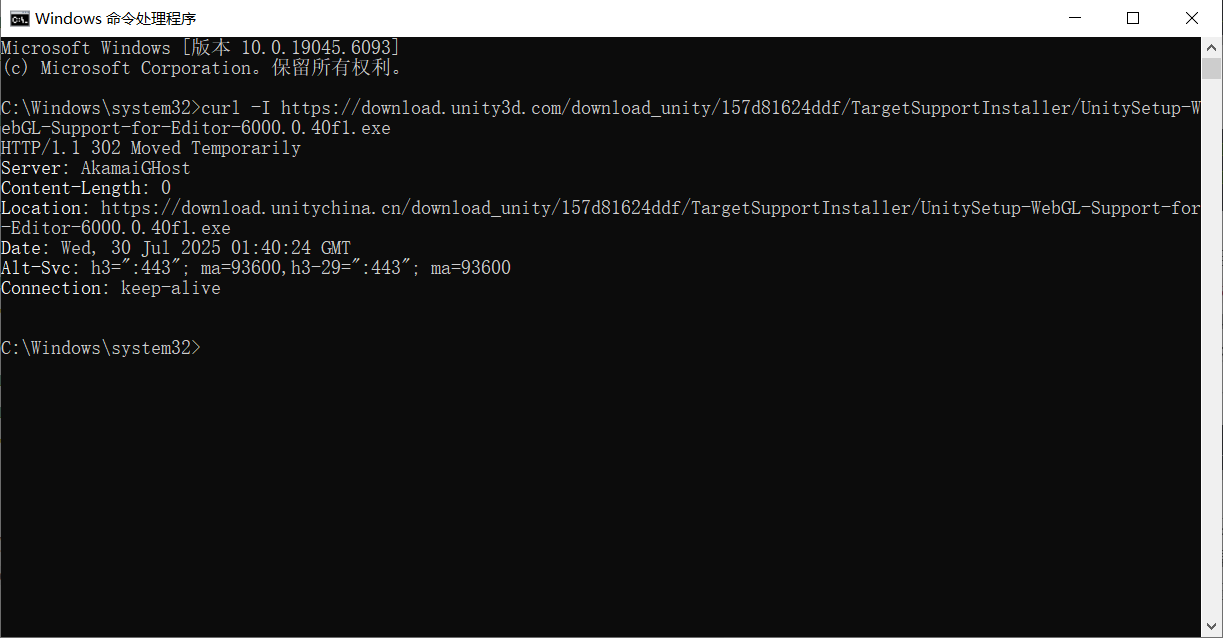 Windows 命令处理程序
Microsoft Windows [版本 10.0.19045.6093]
(c) Microsoft Corporation。保留所有权利。
C:\Windows\system32>curl -I https://download.unity3d.com/download_unity/157d81624ddf/TargetSupportInstaller/UnitySetup-W
ebGL-Support-for-Editor-6000.0.40f1.exe
HTTP/1.1 302 Moved Temporarily
Server: AkamaiGHost
Content-Length: 0
Location: https://download.unitychina.cn/download_unity/157d81624ddf/TargetSupportInstaller/UnitySetup-WebGL-Support-for
-Editor-6000.0.40f1.exe
Date: Wed, 30 Jul 2025 01:40:24 GMT
Alt-Svc: h3=":443"; ma=93600,h3-29=":443"; ma=93600
Connection: keep-alive
C:\Windows\system32>